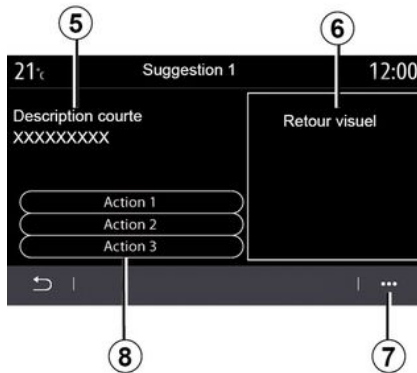 5
6
21°c Suggestion 1 12:00
Description courte
XXXXXXXXX
Retour visuel
Action 1
Action 2
Action 3
8
7